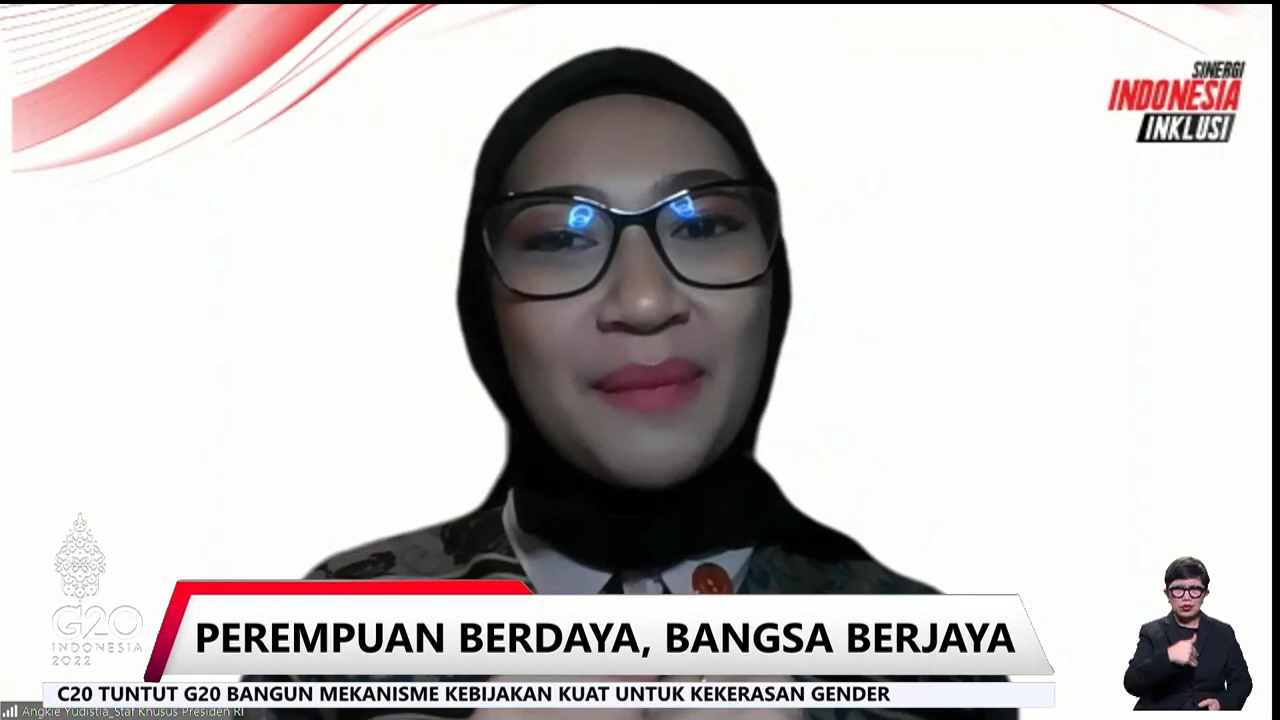 SINERGI
INDONESIA
INKLUSI
G20
INDONESIA
2022
PEREMPUAN BERDAYA, BANGSA BERJAYA
C20 TUNTUT G20 BANGUN MEKANISME KEBIJAKAN KUAT UNTUK KEKERASAN GENDER
Angkie Yudistia_Staf Khusus Presiden RI